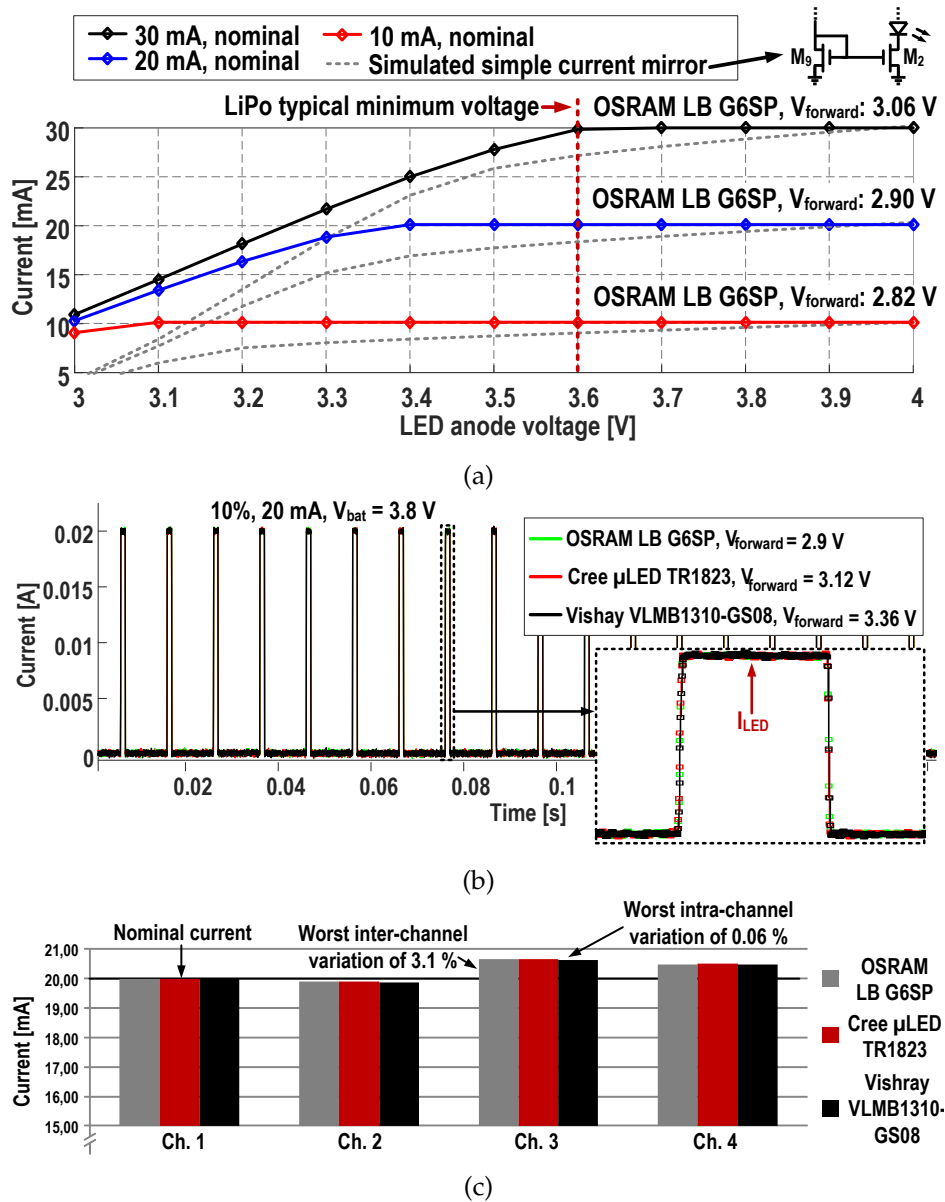 30 mA, nominal
10 mA, nominal
20 mA, nominal
Simulated simple current mirror
M9
M2
LiPo typical minimum voltage
OSRAM LB G6SP, Vforward: 3.06 V
OSRAM LB G6SP, Vforward: 2.90 V
OSRAM LB G6SP, Vforward: 2.82 V
Current [mA]
30
25
20
15
10
5
3 3.1 3.2 3.3 3.4 3.5 3.6 3.7 3.8 3.9 4
LED anode voltage [V]
(a)
10%, 20 mA, Vbat = 3.8 V
OSRAM LB G6SP, Vforward = 2.9 V
Cree µLED TR1823, Vforward = 3.12 V
Vishay VLMB1310-GS08, Vforward = 3.36 V
ILED
Current [A]
0.02
0.015
0.01
0.005
0
0.02 0.04 0.06 0.08 0.1
Time [s]
(b)
Nominal current
Worst inter-channel
variation of 3.1 %
Worst intra-channel
variation of 0.06 %
Current [mA]
21,00
20,00
19,00
18,00
17,00
16,00
15,00
Ch. 1 Ch. 2 Ch. 3 Ch. 4
OSRAM
LB G6SP
Cree µLED
TR1823
Vishray
VLMB1310-
GS08
(c)